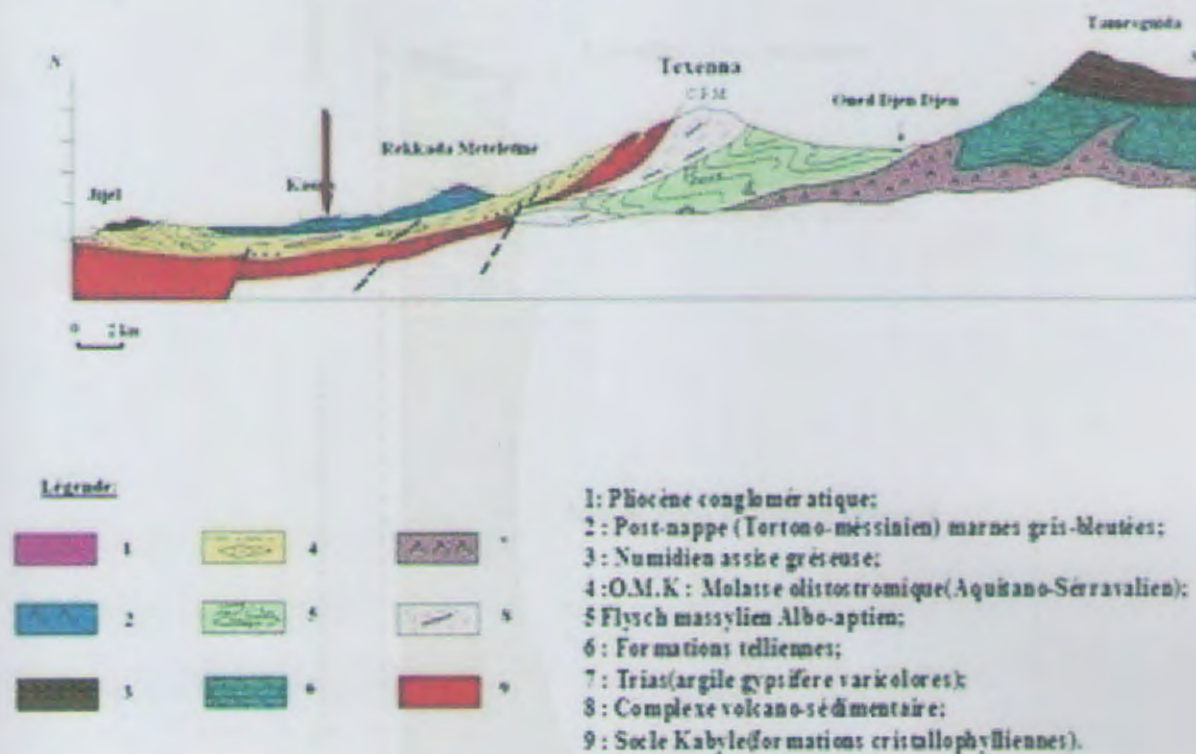 Tamesguida
N
Texenna
C.F.M
Oued Djen Djen
Rekkada Metletine
Jijel
0 2 km
Légende:
1
4
2
5
8
3
6
9
1: Pliocène conglomératique;
2 : Post-nappe (Tortono-méssinien) marnes gris-bleutées;
3 : Numidien assise gréseuse;
4 :O.M.K : Molasse olistostromique(Aquitano-Serravalien);
5 Flysch massylien Albo-aptien;
6 : Formations telliennes;
7 : Trias(argile gypsifère varicolores);
8 : Complexe volcano-sédimentaire;
9 : Socle Kabyle(formations cristallophylliennes).